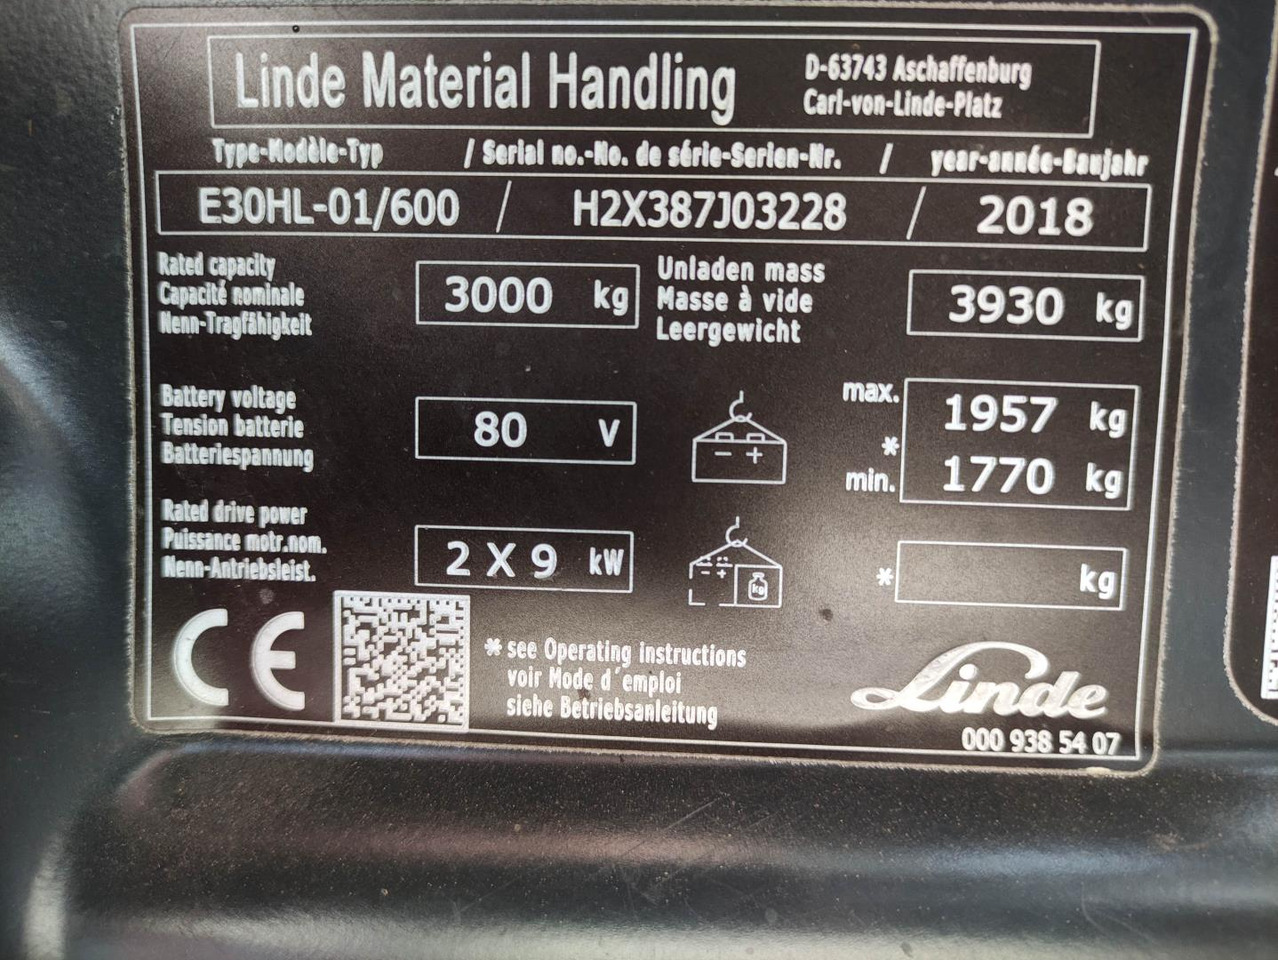 Linde Material Handling
D-63743 Aschaffenburg
Carl-von-Linde-Platz
Type-Modèle-Typ / Serial no.-No. de série-Serien-Nr. / year-année-Baujahr
E30HL-01/600 / H2X387J03228 / 2018
Rated capacity
Capacité nominale
Nenn-Tragfähigkeit
3000 kg
Unladen mass
Masse à vide
Leergewicht
3930 kg
Battery voltage
Tension batterie
Batteriespannung
80 V
- +
max. 1957 kg
*
min. 1770 kg
Rated drive power
Puissance motr.nom.
Nenn-Antriebsleist.
2 X 9 kW
- + kg
* kg
CE
* see Operating instructions
voir Mode d´emploi
siehe Betriebsanleitung
Linde
000 938 54 07